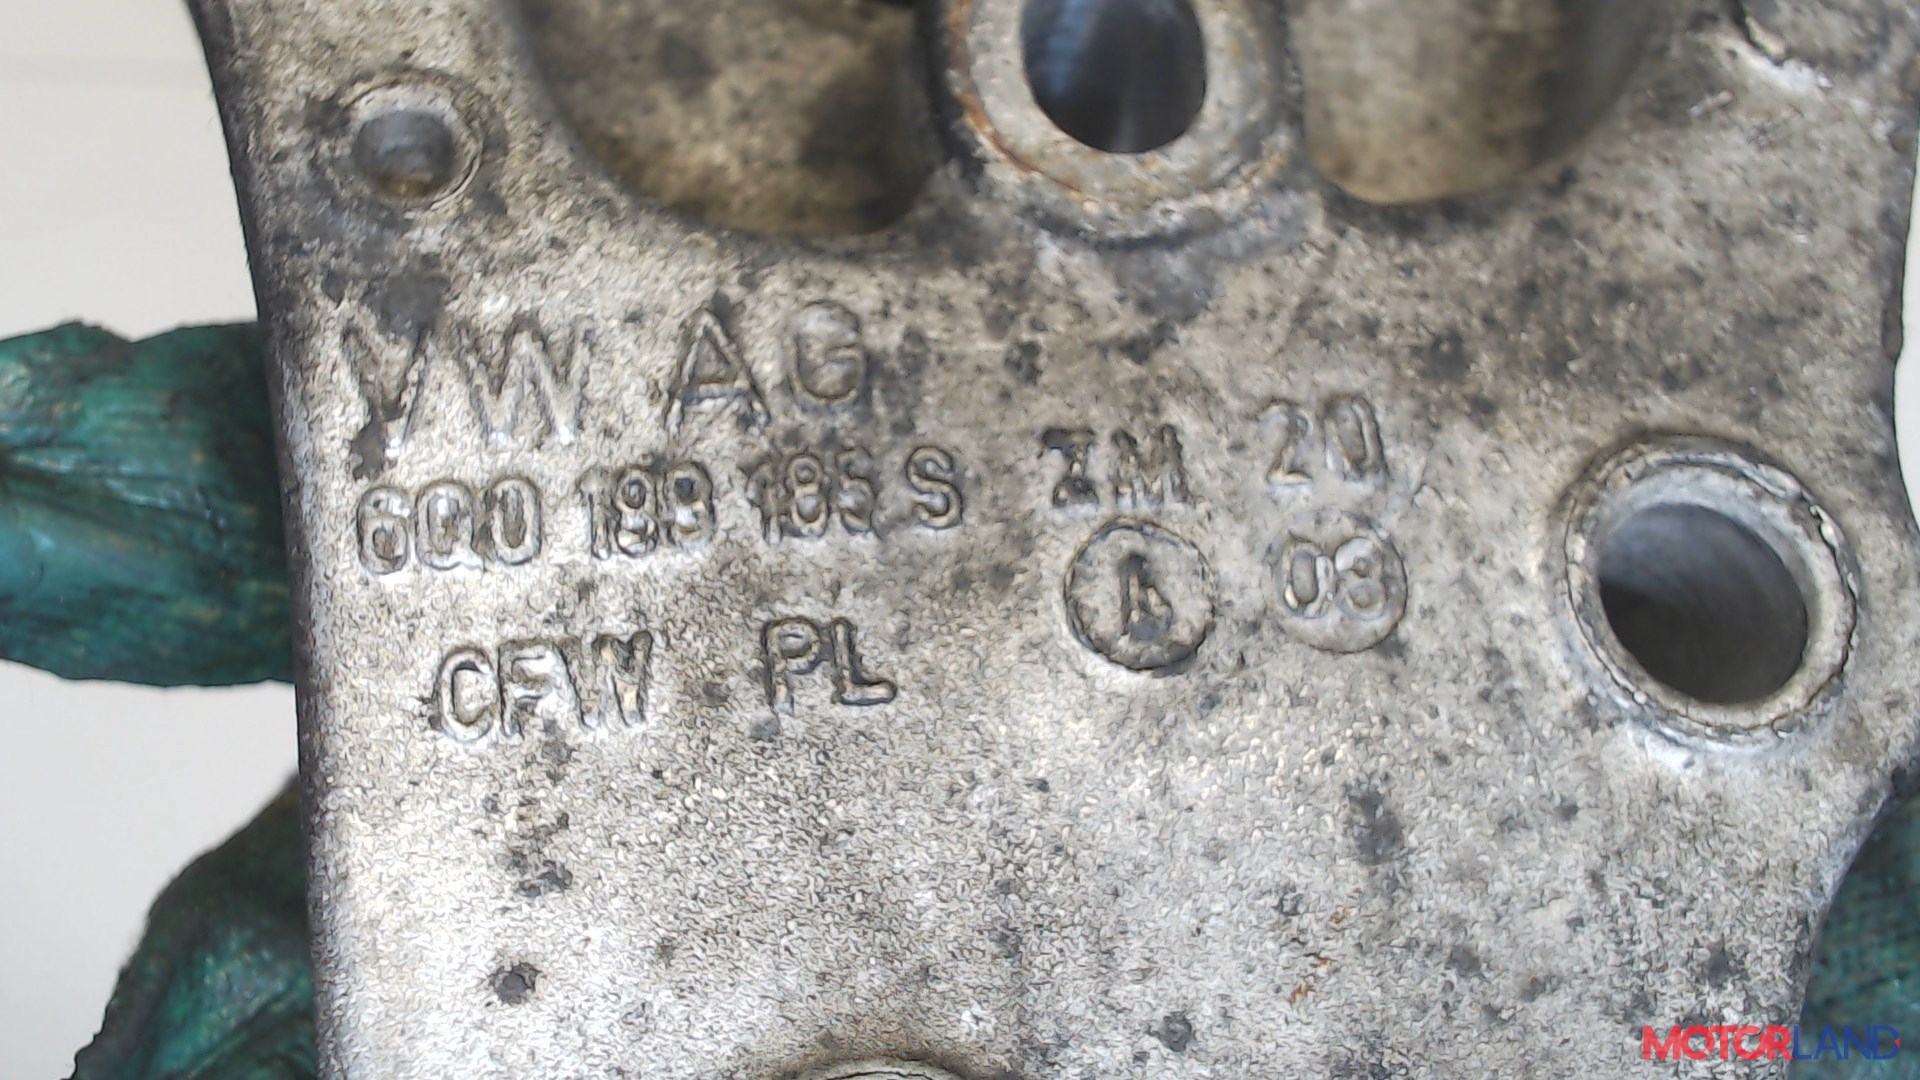 VW AG
6Q0 199 185 S ZM 20
A 08
CFW PL
MOTORLAND